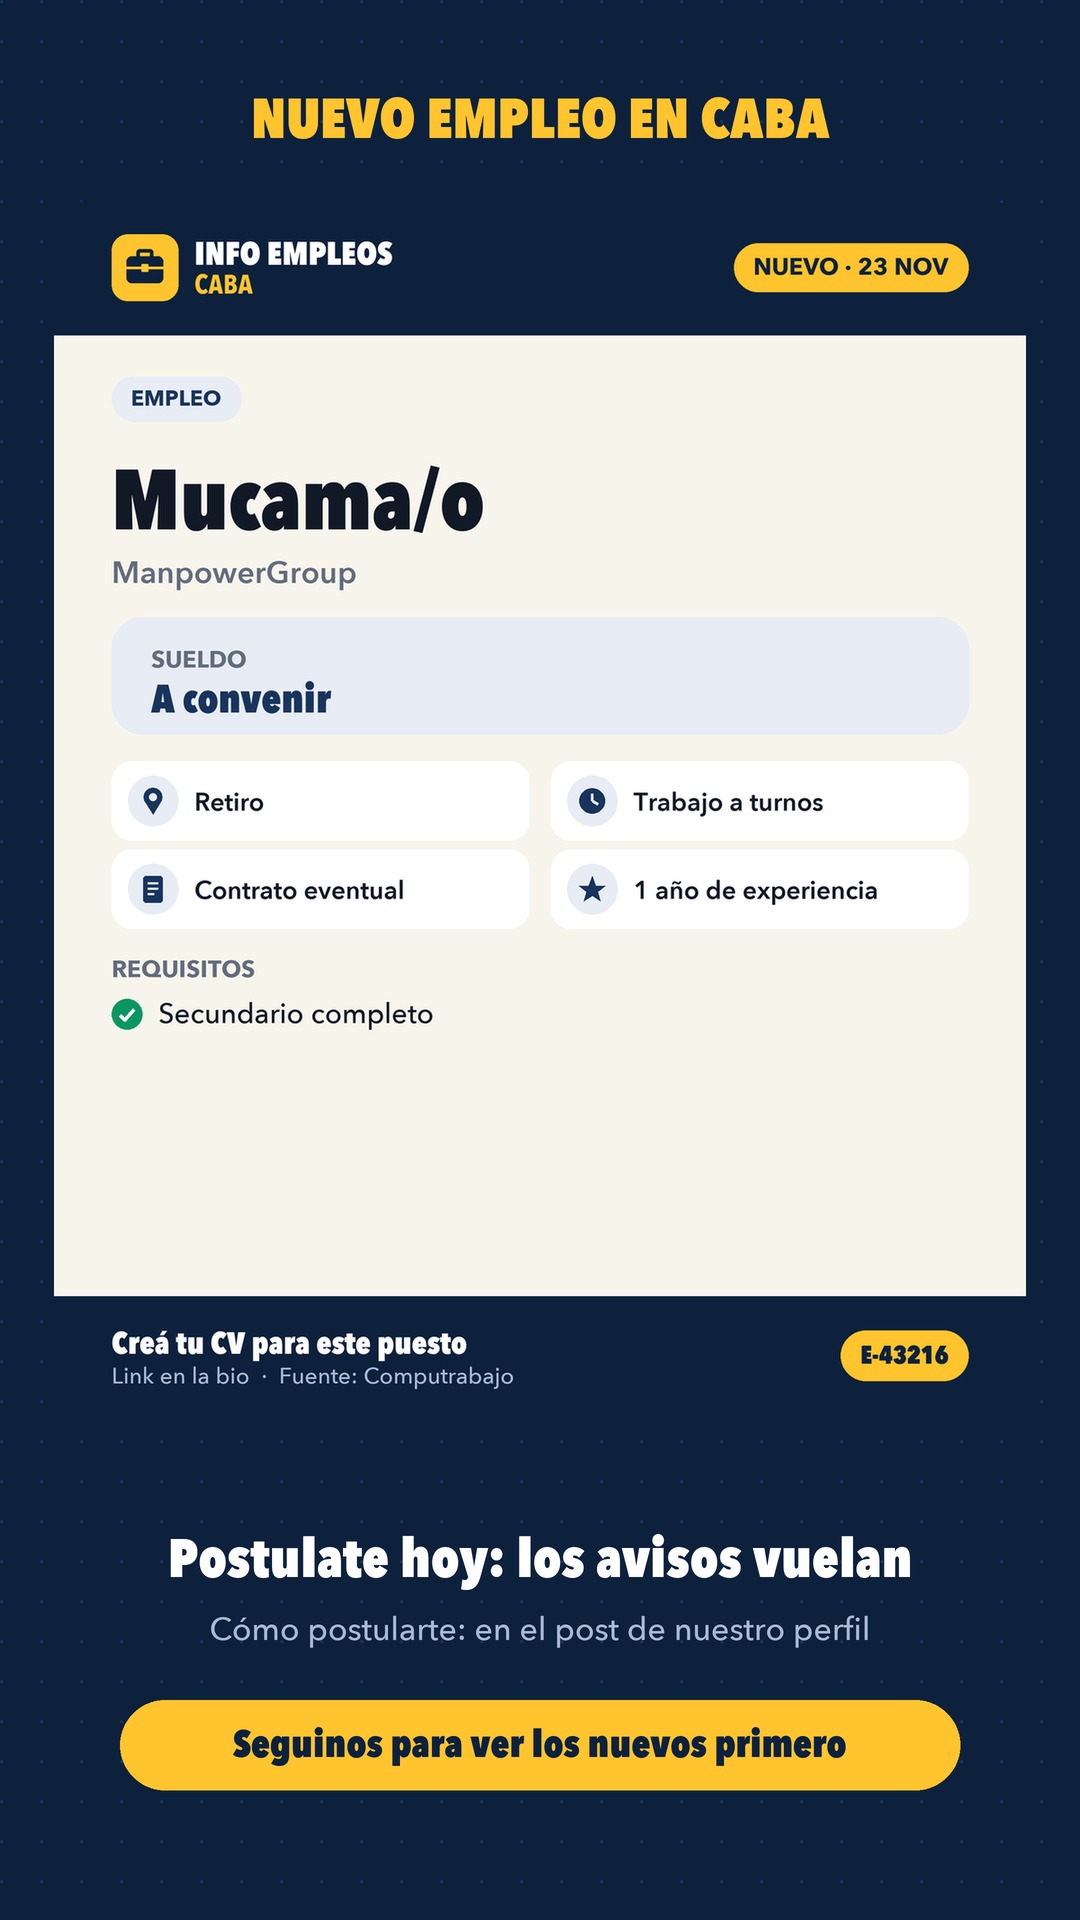 NUEVO EMPLEO EN CABA
INFO EMPLEOS
CABA
NUEVO · 23 NOV
EMPLEO
Mucama/o
ManpowerGroup
SUELDO
A convenir
Retiro
Trabajo a turnos
Contrato eventual
1 año de experiencia
REQUISITOS
Secundario completo
Creá tu CV para este puesto
Link en la bio · Fuente: Computrabajo
E-43216
Postulate hoy: los avisos vuelan
Cómo postularte: en el post de nuestro perfil
Seguinos para ver los nuevos primero